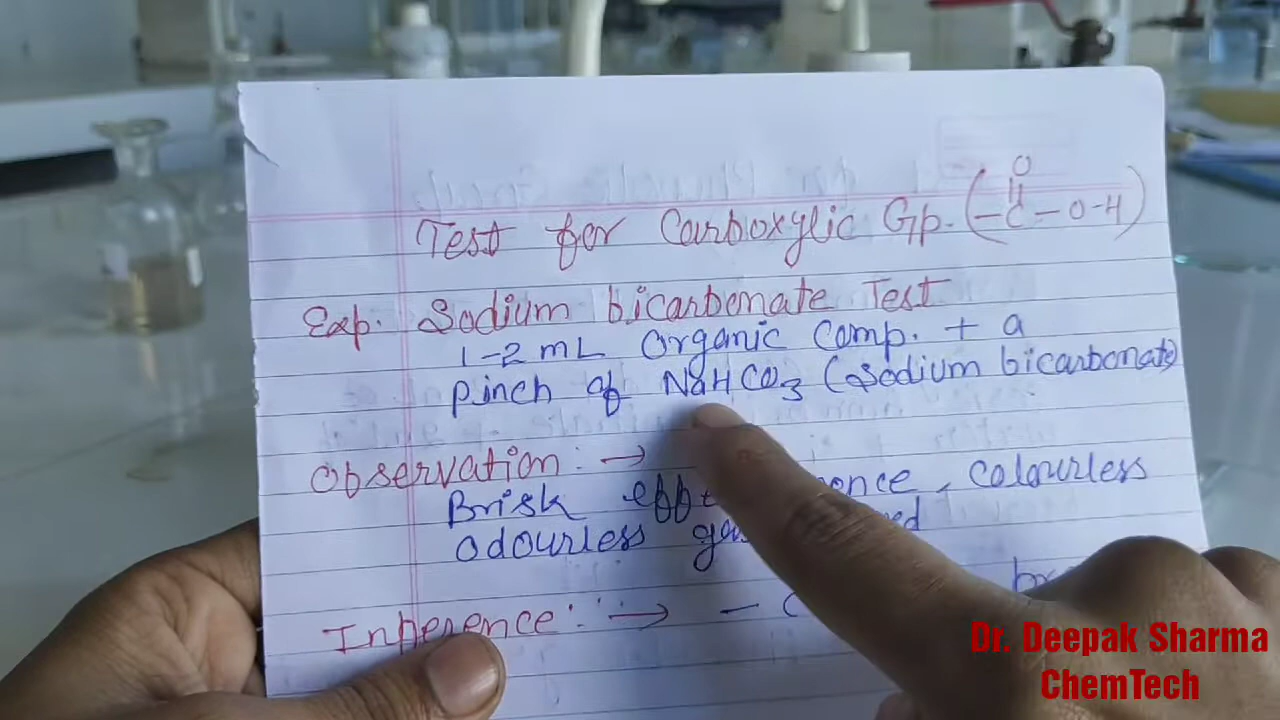 Test for Carboxylic Gp. (-C-O-H)
O
Exp. Sodium bicarbonate Test
1-2 mL Organic Comp. + a
pinch of NaHCO3 (Sodium bicarbonate)
Observation: →
Brisk , Colourless
odourless
Inference: → -
Dr. Deepak Sharma
ChemTech